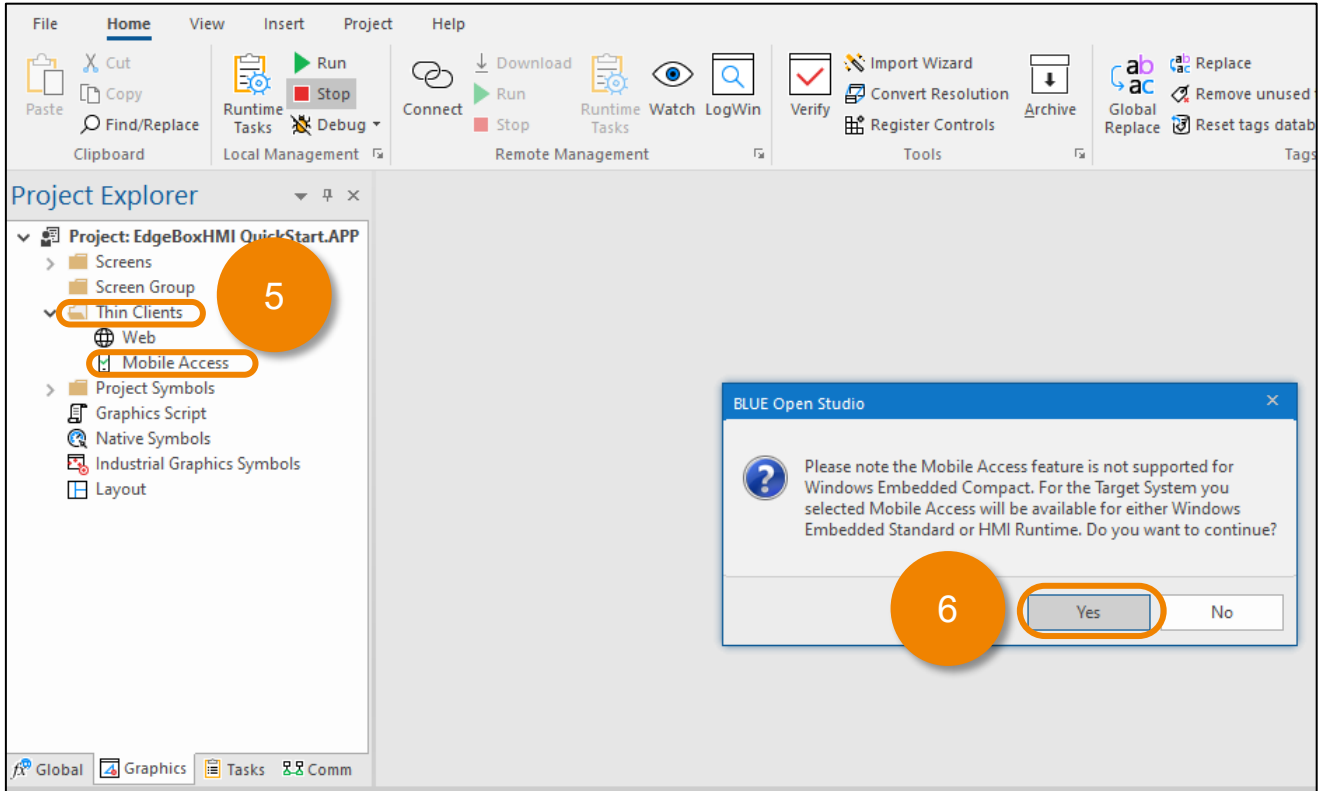 File Home View Insert Project Help
Paste
Cut
Copy
Find/Replace
Clipboard
Runtime
Tasks
Run
Stop
Debug
Local Management
Connect
Download
Run
Stop
Runtime
Tasks
Watch
LogWin
Remote Management
Verify
Import Wizard
Convert Resolution
Register Controls
Archive
Tools
ab
ac
Global
Replace
ab
ac
Replace
Remove unused
Reset tags datab
Tags
Project Explorer
Project: EdgeBoxHMI QuickStart.APP
Screens
Screen Group
Thin Clients
Web
Mobile Access
Project Symbols
Graphics Script
Native Symbols
Industrial Graphics Symbols
Layout
5
BLUE Open Studio
Please note the Mobile Access feature is not supported for
Windows Embedded Compact. For the Target System you
selected Mobile Access will be available for either Windows
Embedded Standard or HMI Runtime. Do you want to continue?
6
Yes No
fx Global Graphics Tasks Comm